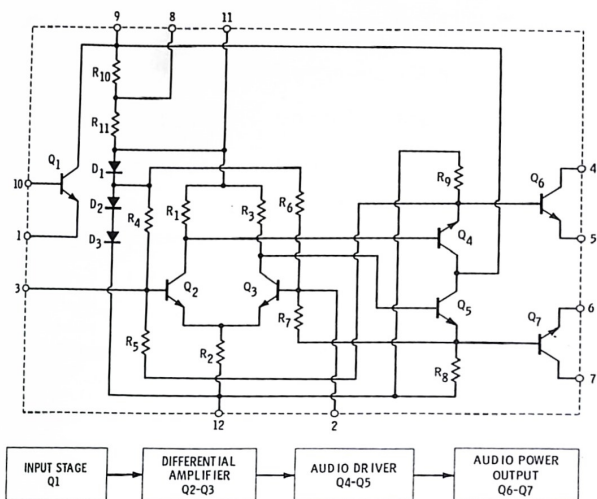 9 8 11
R10
R11
Q1
D1
10
D2
R4
R1
R3
R6
R9
Q6
4
1
D3
Q4
5
3
Q2
Q3
Q5
6
R5
R2
R7
R8
Q7
7
12
2
INPUT STAGE
Q1
DIFFERENTIAL
AMPLIFIER
Q2-Q3
AUDIO DRIVER
Q4-Q5
AUDIO POWER
OUTPUT
Q6-Q7